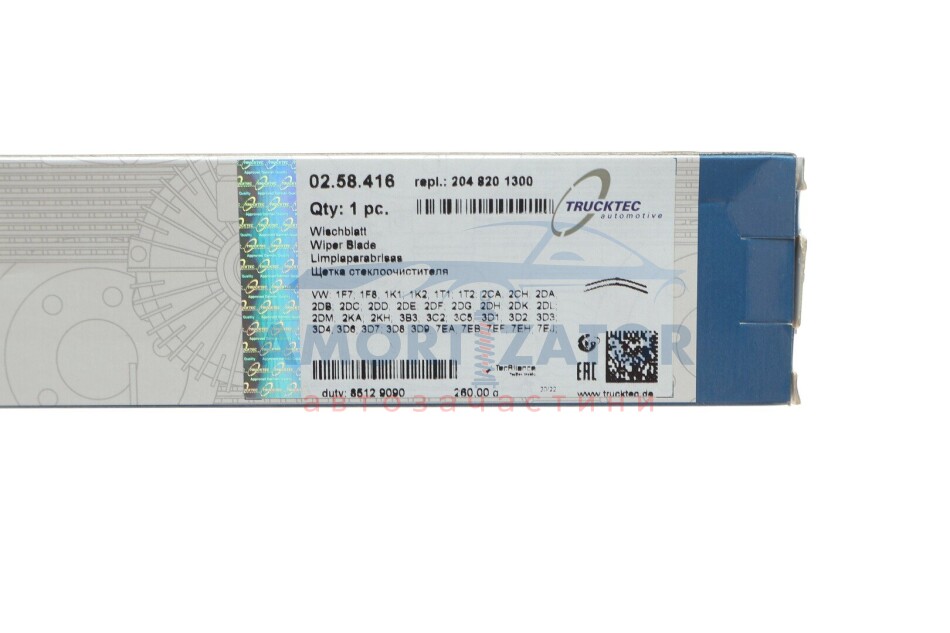 02.58.416 repl.: 204 820 1300
Qty: 1 pc.
TRUCKTEC
automotive
Wischblatt
Wiper Blade
Limpiaparabrisas
Щетка стеклоочистителя
VW: 1F7, 1F8, 1K1, 1K2, 1T1, 1T2, 2CA, 2CH, 2DA,
2DB, 2DC, 2DD, 2DE, 2DF, 2DG, 2DH, 2DK, 2DL,
2DM, 2KA, 2KH, 3B3, 3C2, 3C5, 3D1, 3D2, 3D3,
3D4, 3D6, 3D7, 3D8, 3D9, 7EA, 7EB, 7EF, 7EH, 7EJ,
AMORTIZATOR
автозапчастини
TecAlliance
EAC
duty: 8512 9090 260.00 g
www.trucktec.de